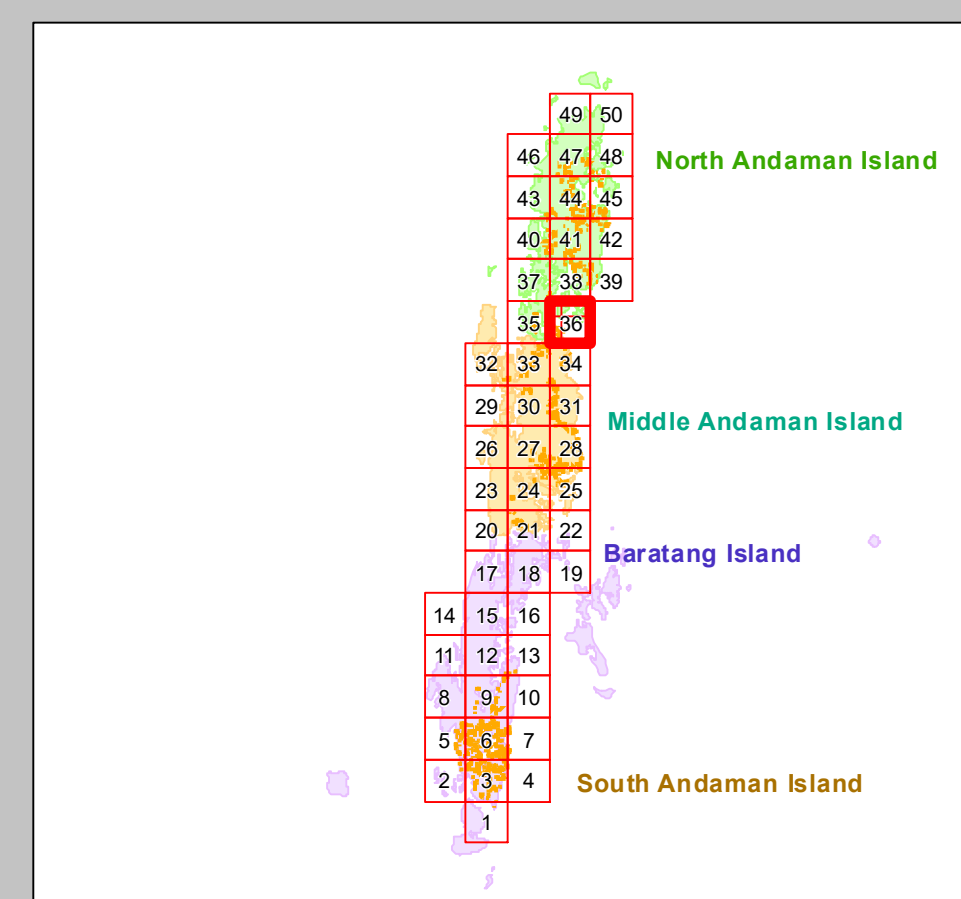 49 50
46 47 48
North Andaman Island
43 44 45
40 41 42
37 38 39
35 36
32 33 34
29 30 31
Middle Andaman Island
26 27 28
23 24 25
20 21 22
Baratang Island
17 18 19
14 15 16
11 12 13
8 9 10
5 6 7
2 3 4
South Andaman Island
1